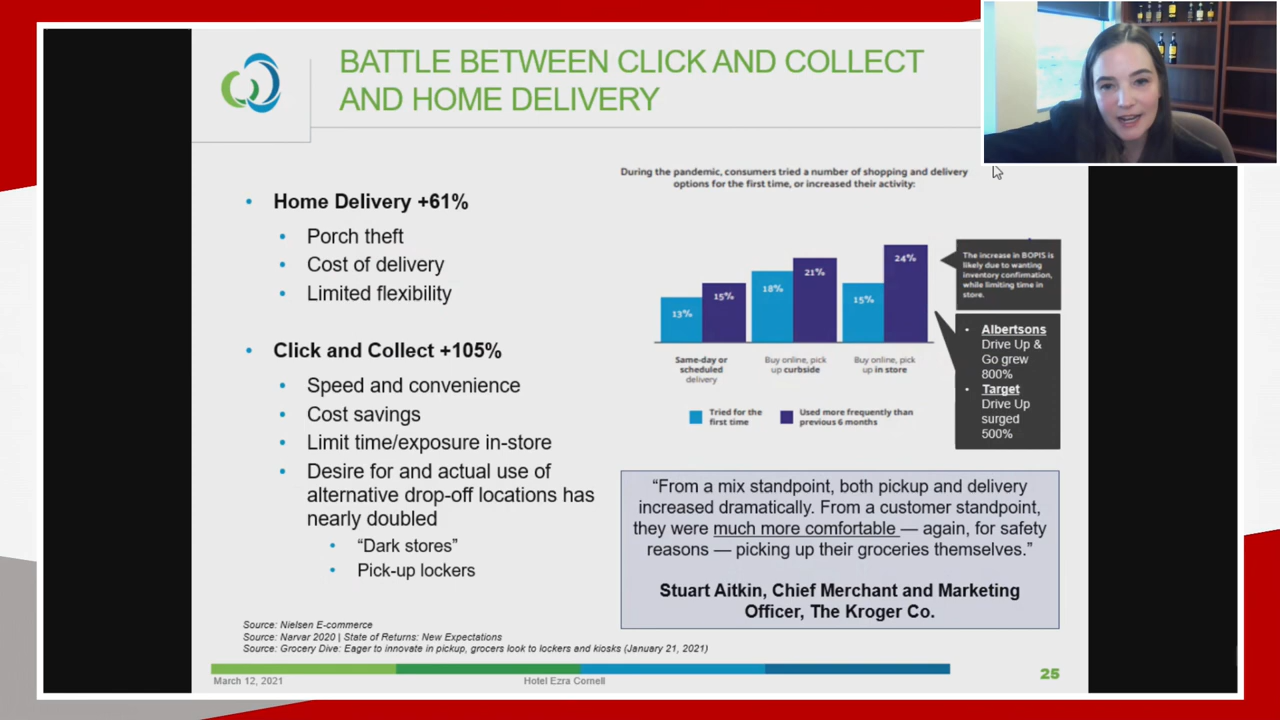 BATTLE BETWEEN CLICK AND COLLECT
AND HOME DELIVERY
• Home Delivery +61%
• Porch theft
• Cost of delivery
• Limited flexibility
• Click and Collect +105%
• Speed and convenience
• Cost savings
• Limit time/exposure in-store
• Desire for and actual use of
alternative drop-off locations has
nearly doubled
• “Dark stores”
• Pick-up lockers
During the pandemic, consumers tried a number of shopping and delivery
options for the first time, or increased their activity:
13%
15%
18%
21%
15%
24%
Same-day or
scheduled
delivery
Buy online, pick
up curbside
Buy online, pick
up in store
Tried for the
first time
Used more frequently than
previous 6 months
The increase in BOPIS is
likely due to wanting
inventory confirmation,
while limiting time in
store.
• Albertsons
Drive Up &
Go grew
800%
• Target
Drive Up
surged
500%
“From a mix standpoint, both pickup and delivery
increased dramatically. From a customer standpoint,
they were much more comfortable — again, for safety
reasons — picking up their groceries themselves.”
Stuart Aitkin, Chief Merchant and Marketing
Officer, The Kroger Co.
Source: Nielsen E-commerce
Source: Narvar 2020 | State of Returns: New Expectations
Source: Grocery Dive: Eager to innovate in pickup, grocers look to lockers and kiosks (January 21, 2021)
March 12, 2021
Hotel Ezra Cornell
25